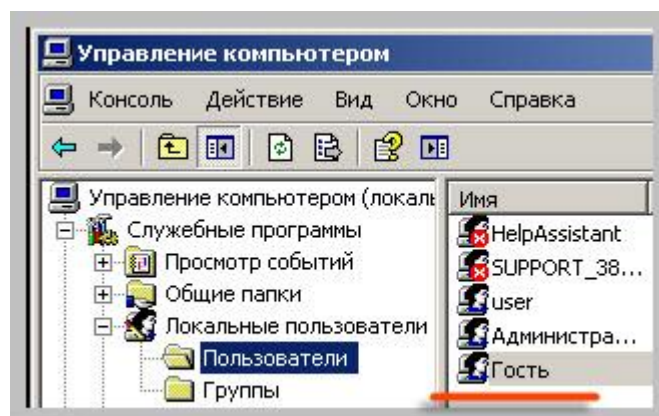 Управление компьютером
Консоль Действие Вид Окно Справка
Управление компьютером (локаль
Служебные программы
Просмотр событий
Общие папки
Локальные пользователи
Пользователи
Группы
Имя
HelpAssistant
SUPPORT_38...
user
Администра...
Гость